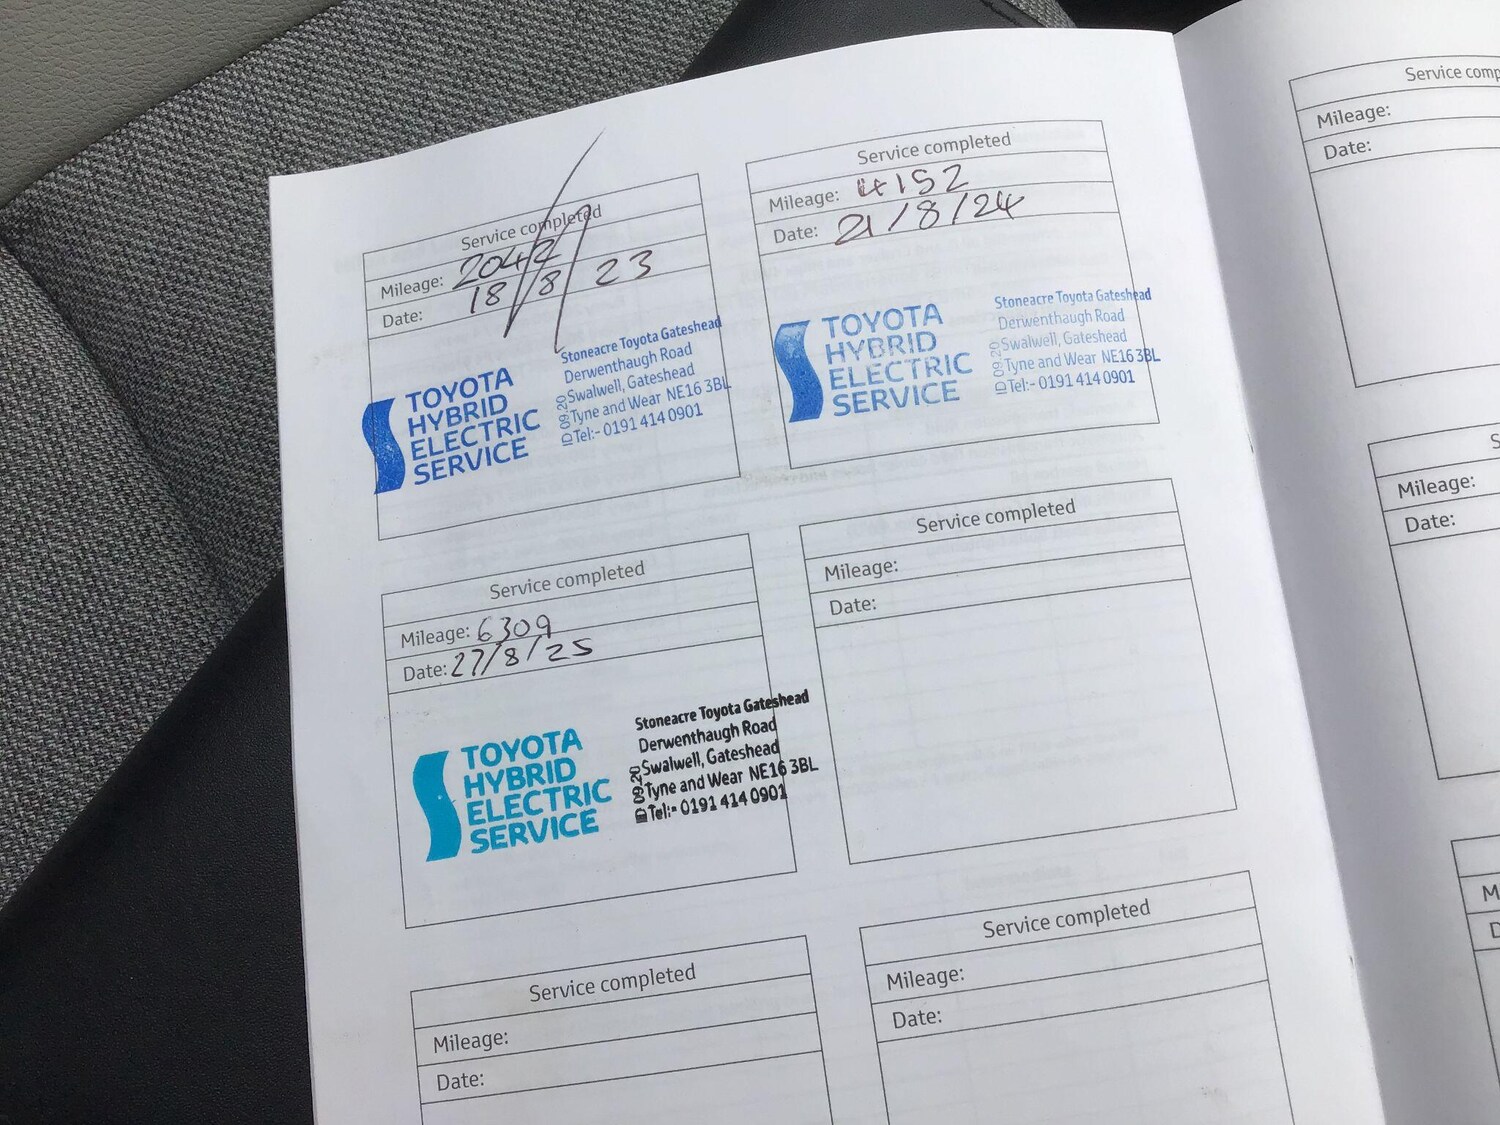 Service completed
Mileage: 2042
Date: 18/8/23
TOYOTA
HYBRID
ELECTRIC
SERVICE
Stoneacre Toyota Gateshead
Derwenthaugh Road
Swalwell, Gateshead
Tyne and Wear NE16 3BL
Tel:- 0191 414 0901
ID 09 20
Service completed
Mileage: 4152
Date: 21/8/24
TOYOTA
HYBRID
ELECTRIC
SERVICE
Stoneacre Toyota Gateshead
Derwenthaugh Road
Swalwell, Gateshead
Tyne and Wear NE16 3BL
Tel:- 0191 414 0901
ID 09 20
Service completed
Mileage: 6309
Date: 27/8/25
TOYOTA
HYBRID
ELECTRIC
SERVICE
Stoneacre Toyota Gateshead
Derwenthaugh Road
Swalwell, Gateshead
Tyne and Wear NE16 3BL
Tel:- 0191 414 0901
Service completed
Mileage:
Date:
Service completed
Mileage:
Date:
Service completed
Mileage:
Date:
Service comp
Mileage:
Date:
S
Mileage:
Date:
M
D